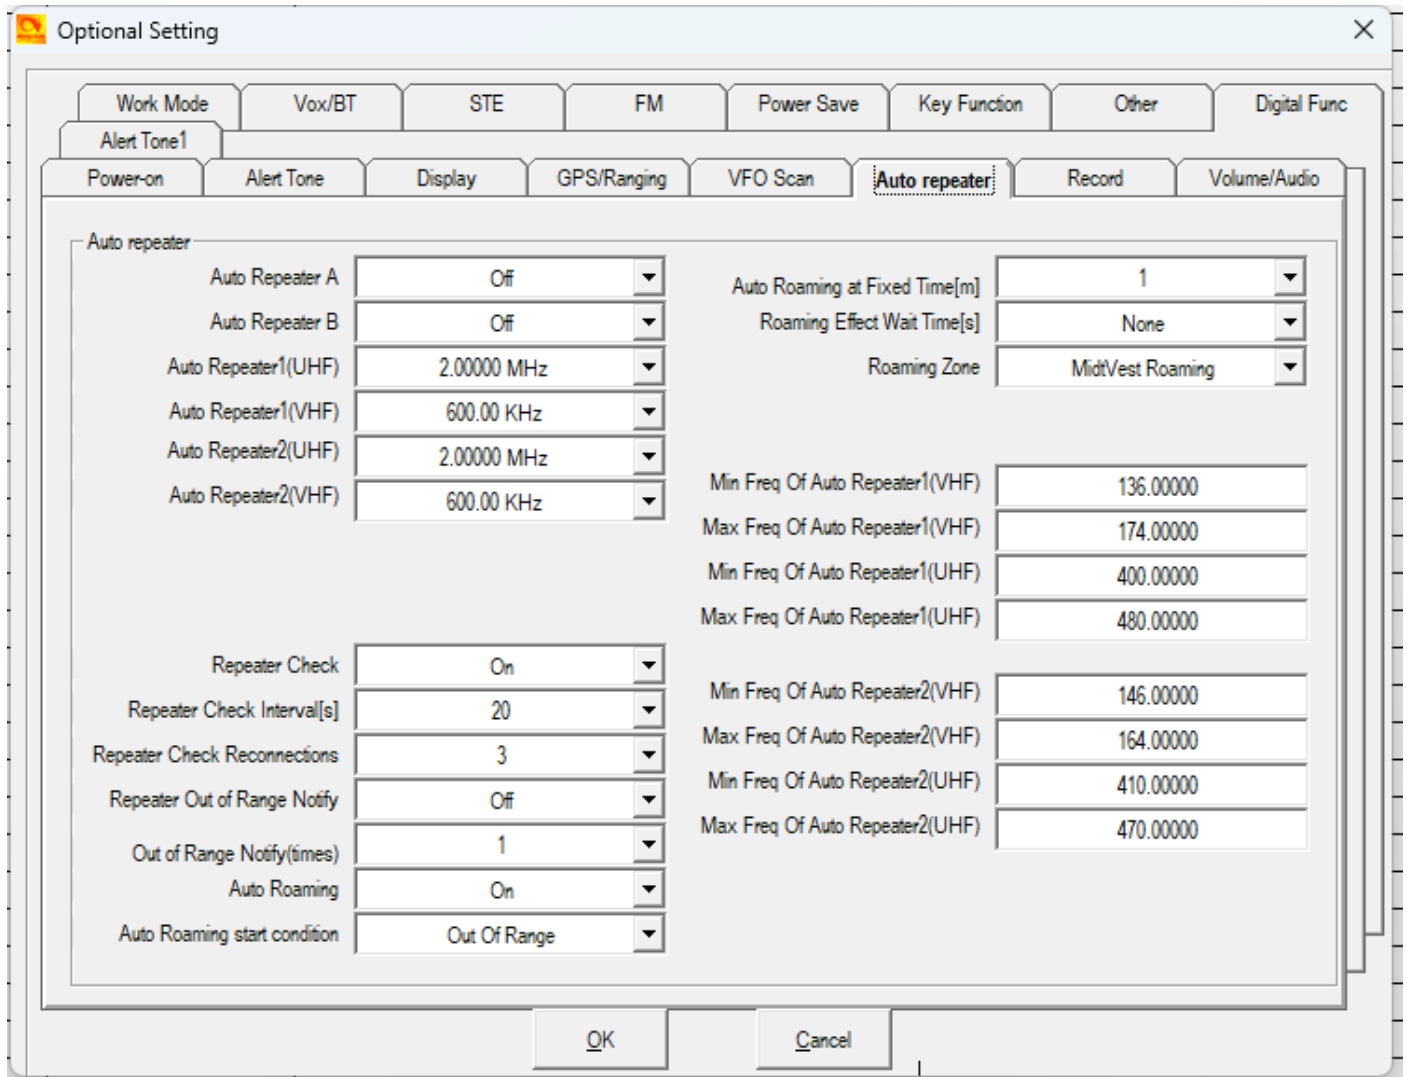 Optional Setting
Work Mode Vox/BT STE FM Power Save Key Function Other Digital Func
Alert Tone1
Power-on Alert Tone Display GPS/Ranging VFO Scan Auto repeater Record Volume/Audio
Auto repeater
Auto Repeater A Off
Auto Repeater B Off
Auto Repeater1(UHF) 2.00000 MHz
Auto Repeater1(VHF) 600.00 KHz
Auto Repeater2(UHF) 2.00000 MHz
Auto Repeater2(VHF) 600.00 KHz
Repeater Check On
Repeater Check Interval[s] 20
Repeater Check Reconnections 3
Repeater Out of Range Notify Off
Out of Range Notify(times) 1
Auto Roaming On
Auto Roaming start condition Out Of Range
Auto Roaming at Fixed Time[m] 1
Roaming Effect Wait Time[s] None
Roaming Zone MidtVest Roaming
Min Freq Of Auto Repeater1(VHF) 136.00000
Max Freq Of Auto Repeater1(VHF) 174.00000
Min Freq Of Auto Repeater1(UHF) 400.00000
Max Freq Of Auto Repeater1(UHF) 480.00000
Min Freq Of Auto Repeater2(VHF) 146.00000
Max Freq Of Auto Repeater2(VHF) 164.00000
Min Freq Of Auto Repeater2(UHF) 410.00000
Max Freq Of Auto Repeater2(UHF) 470.00000
OK Cancel